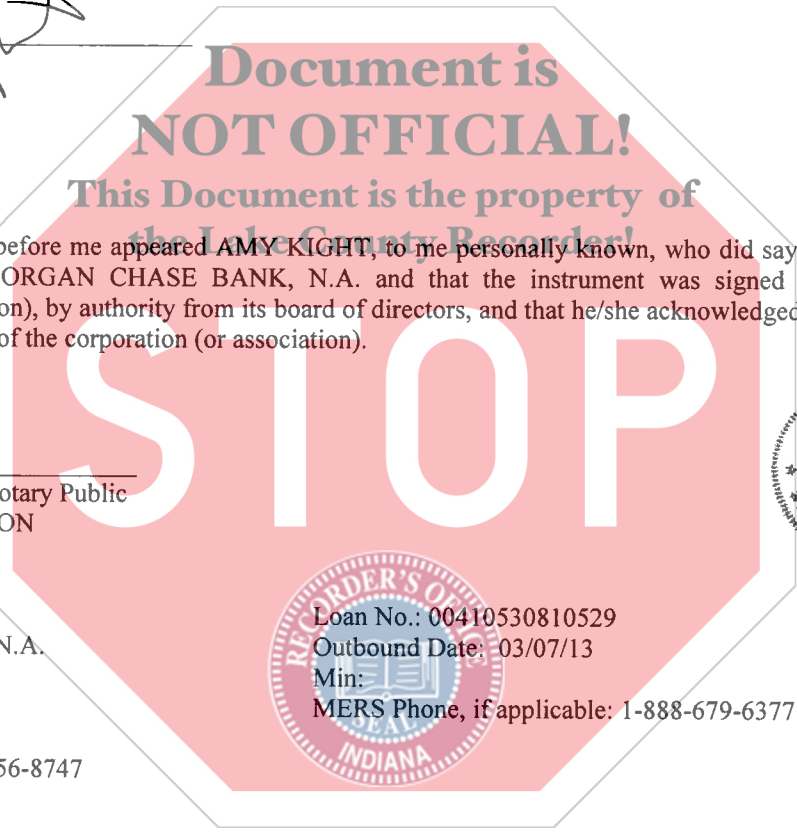 Document is
NOT OFFICIAL!
This Document is the property of
the Lake County Recorder!
before me appeared AMY KIGHT, to me personally known, who did say
ORGAN CHASE BANK, N.A. and that the instrument was signed
on), by authority from its board of directors, and that he/she acknowledged
of the corporation (or association).
STOP
otary Public
ON
RECORDER'S OFFICE
SEAL
INDIANA
Loan No.: 00410530810529
N.A.
Outbound Date: 03/07/13
Min:
MERS Phone, if applicable: 1-888-679-6377
56-8747